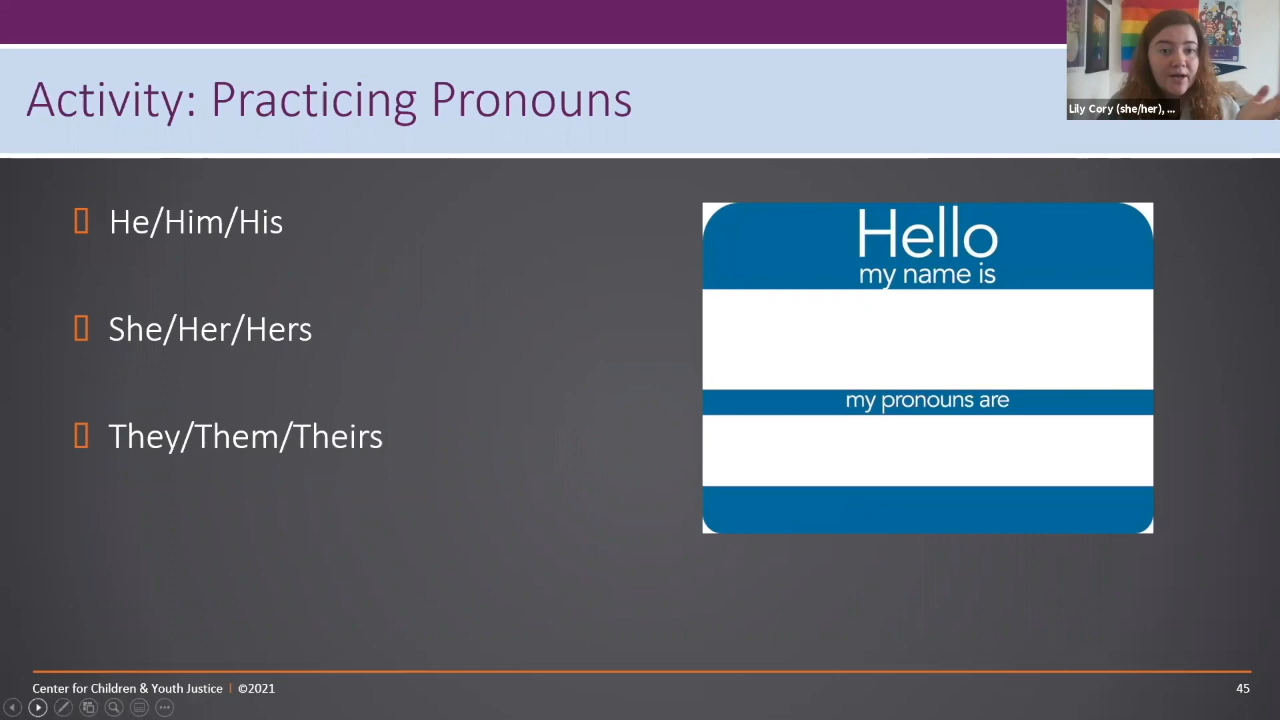 Activity: Practicing Pronouns
Lily Cory (she/her), ...
He/Him/His
She/Her/Hers
They/Them/Theirs
Hello
my name is
my pronouns are
Center for Children & Youth Justice | ©2021
45